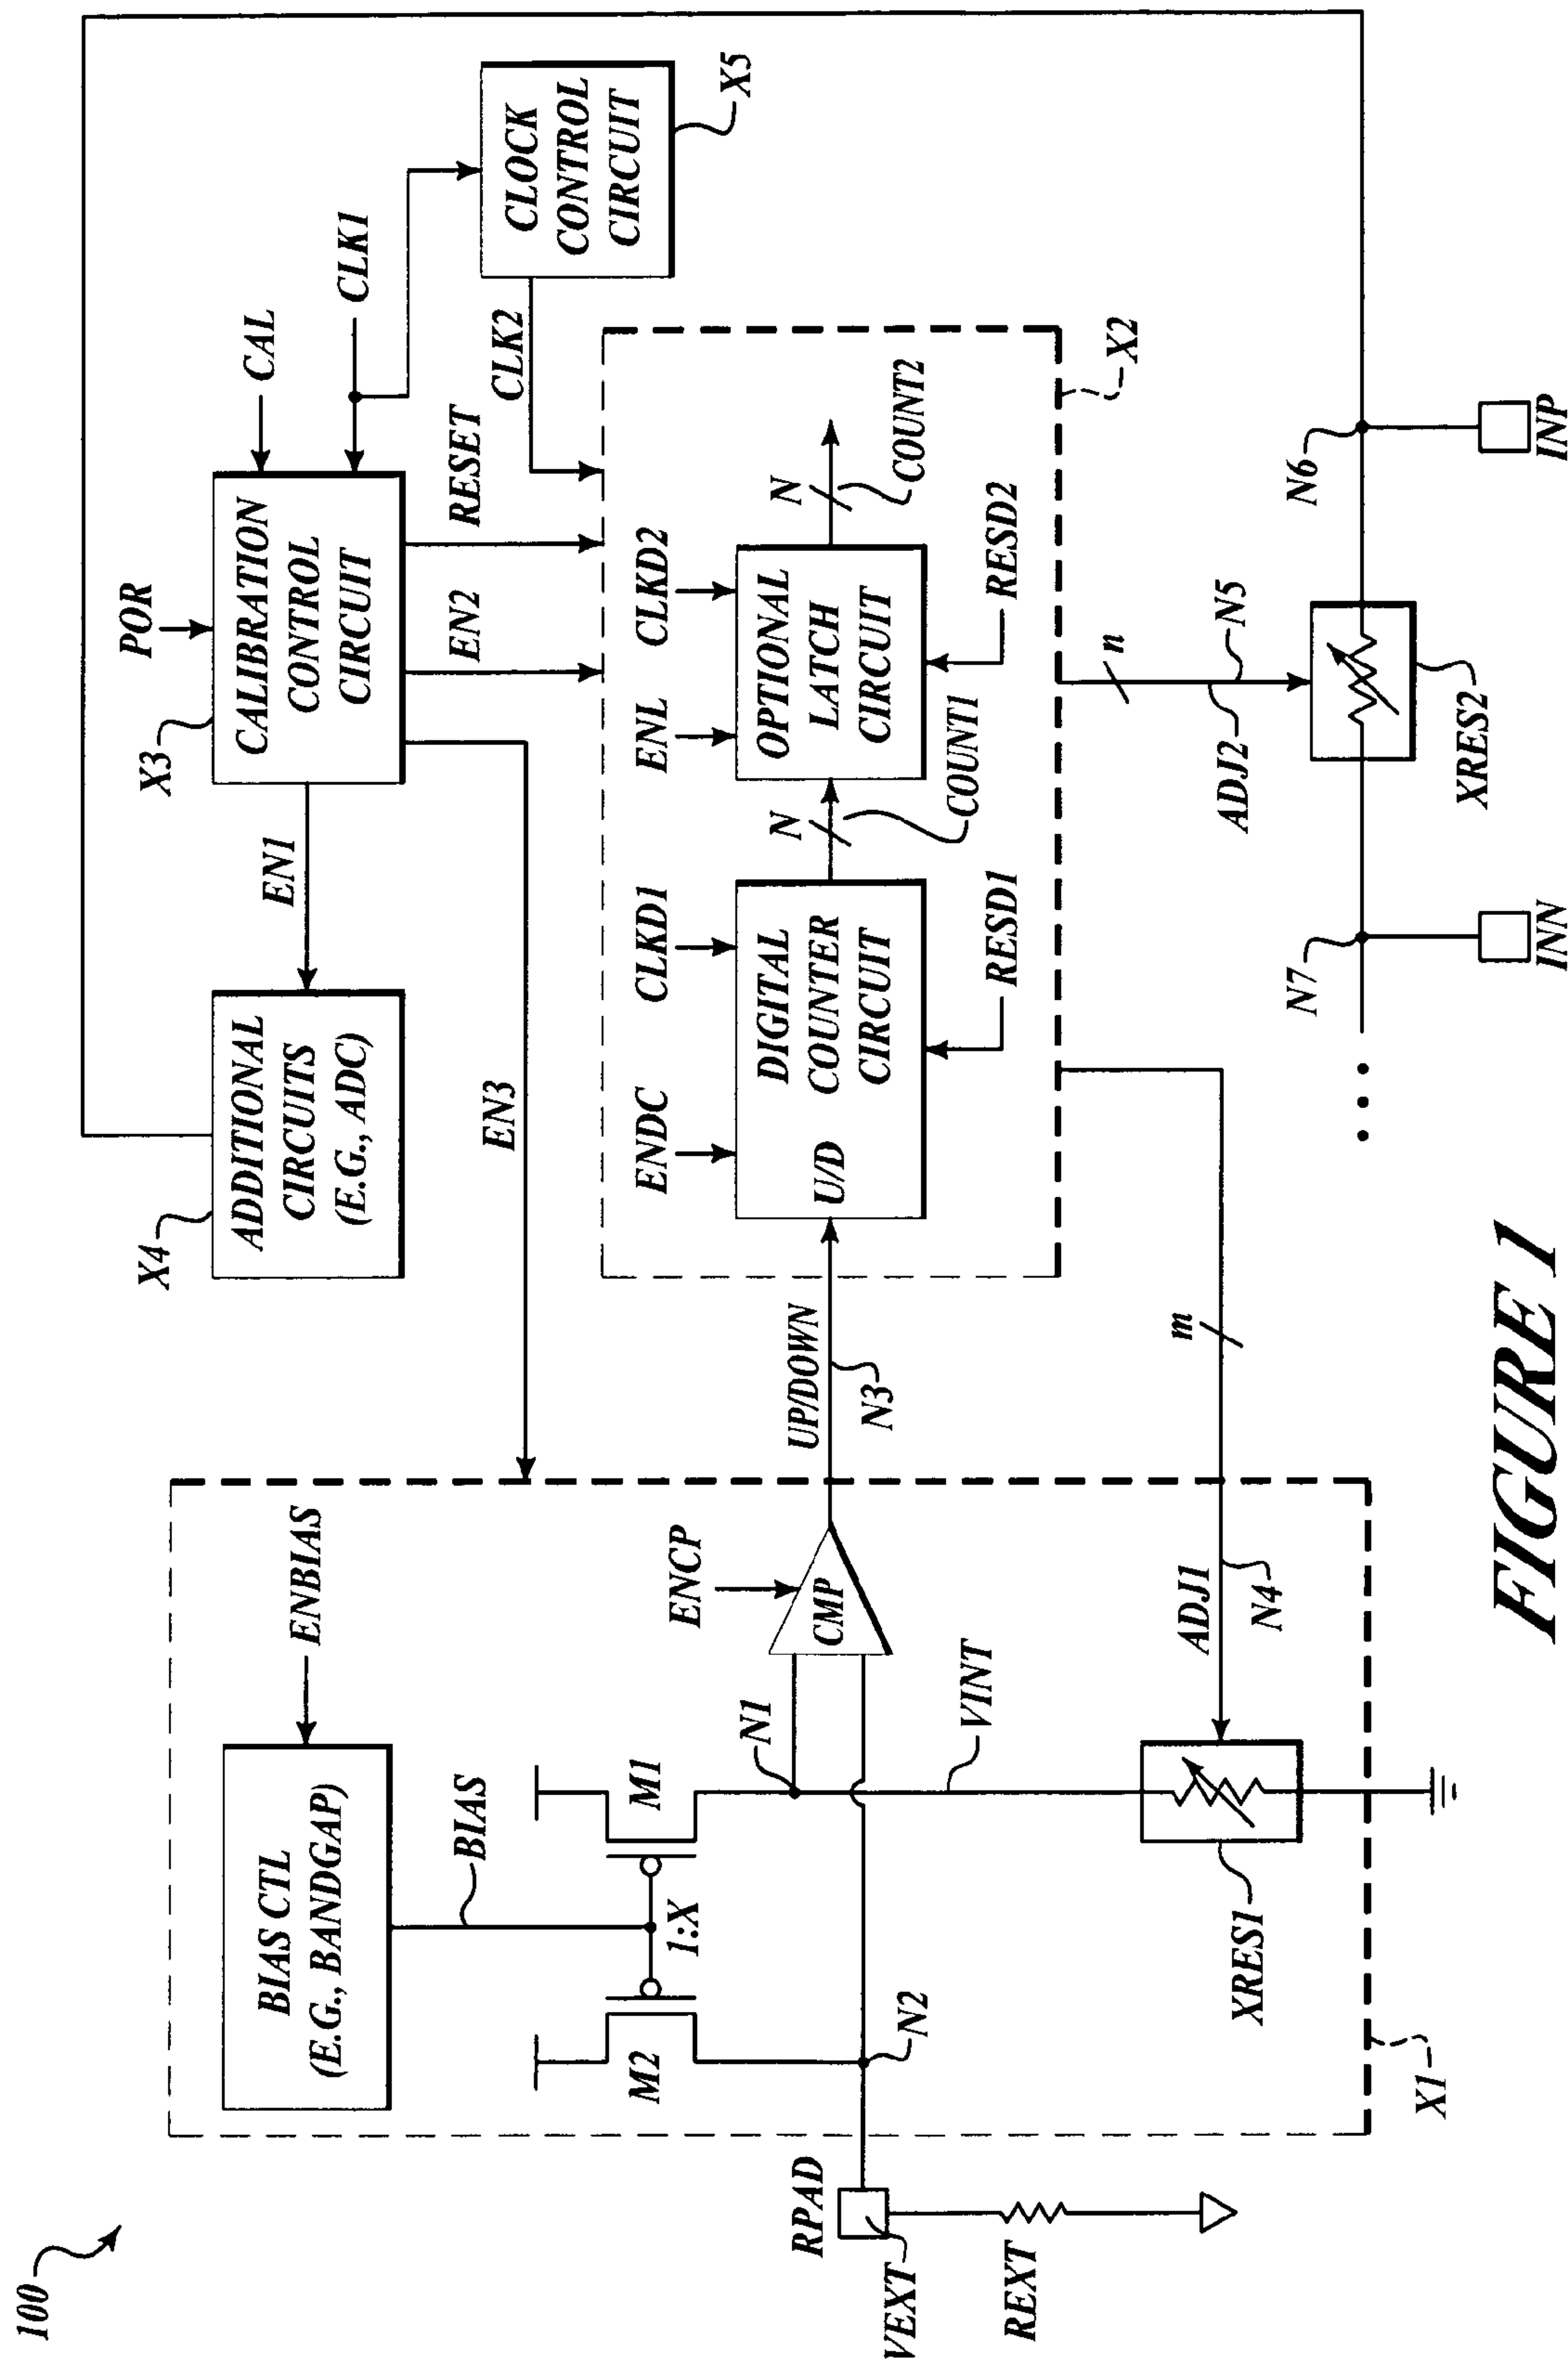 100
X4
ADDITIONAL
CIRCUITS
(E.G., ADC)
EN1
X3
POR
CALIBRATION
CONTROL
CIRCUIT
CAL
CLK1
CLOCK
CONTROL
CIRCUIT
X5
EN3
EN2
RESET
CLK2
BIAS CTL
(E.G., BANDGAP)
ENBIAS
BIAS
M2
M1
1:X
N1
ENCP
CMP
UP/DOWN
N3
ENDC
CLKD1
U/D
DIGITAL
COUNTER
CIRCUIT
RESD1
N
COUNT1
ENL
CLKD2
OPTIONAL
LATCH
CIRCUIT
RESD2
N
COUNT2
X2
RPAD
VEXT
REXT
N2
VINT
XRES1
ADJ1
N4
m
X1
n
ADJ2
N5
XRES2
N7
N6
INN
INP
FIGURE 1